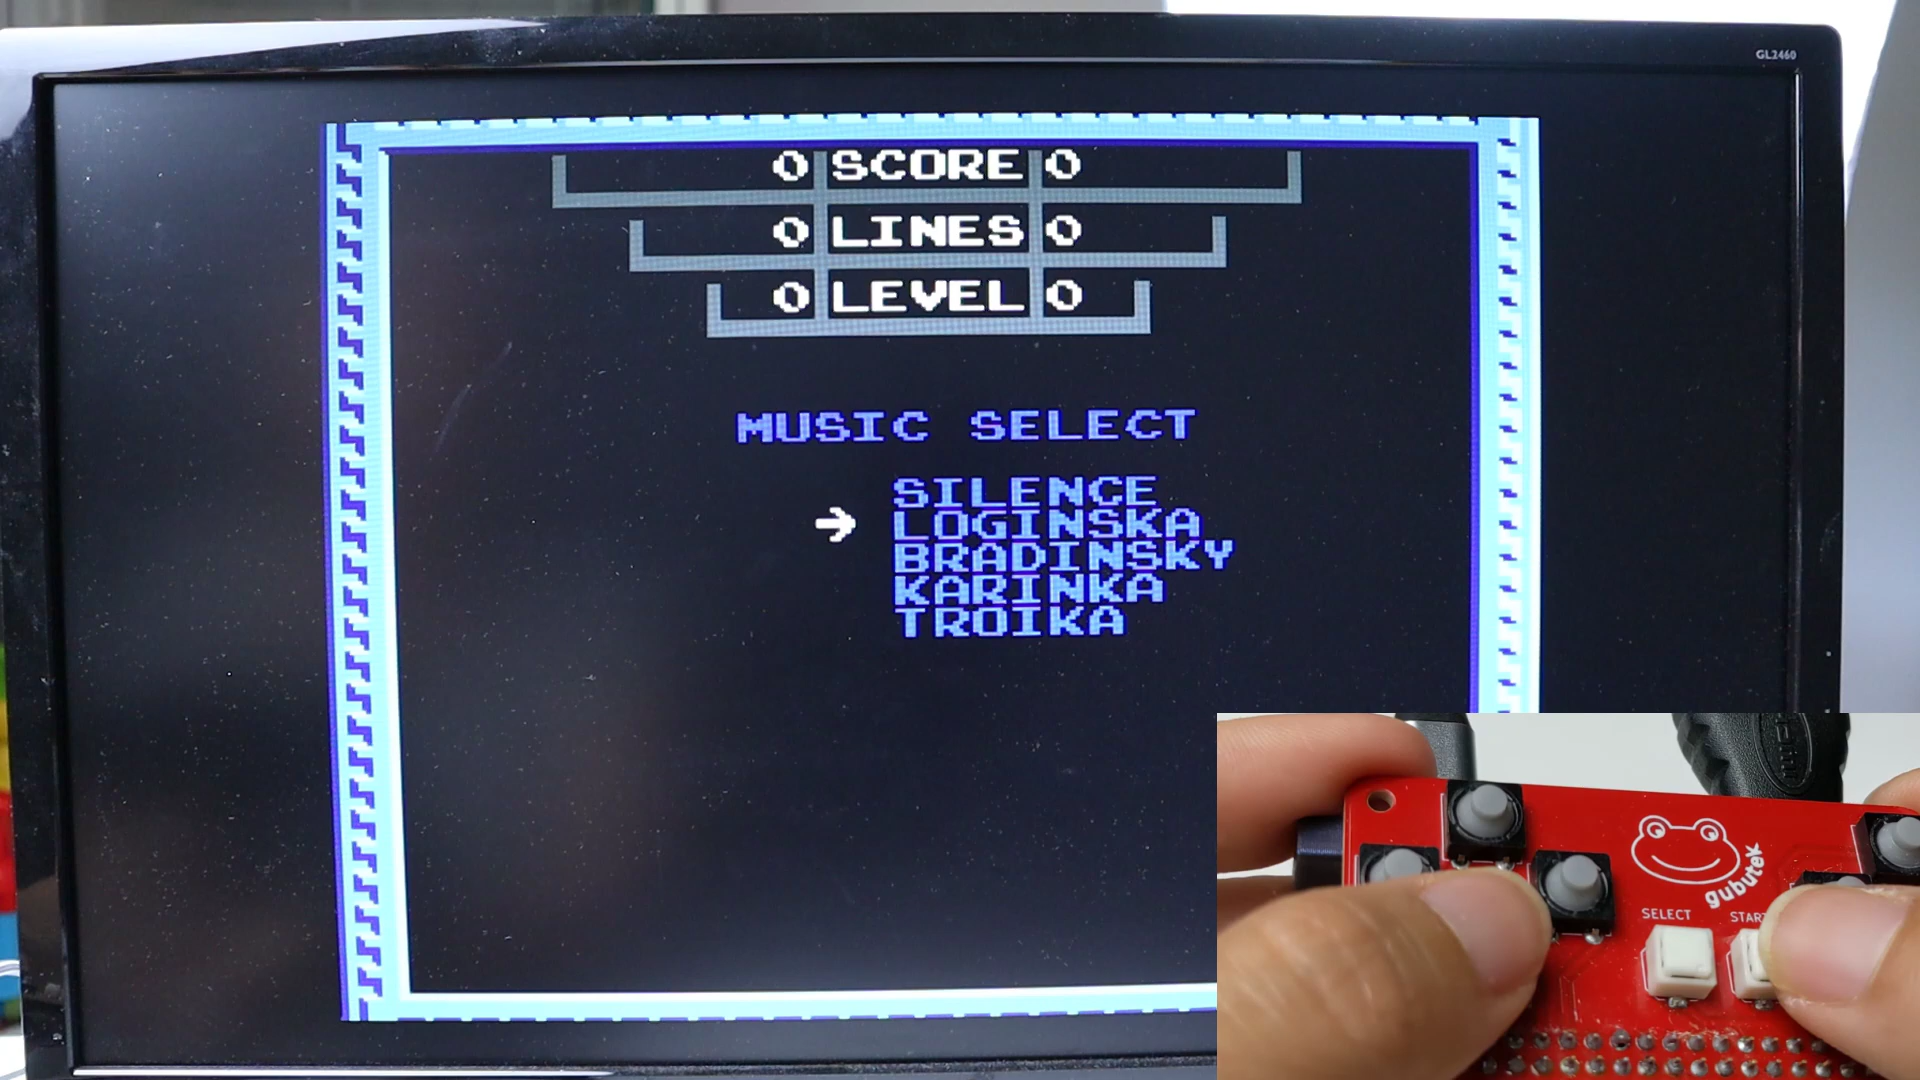 GL2460
0 SCORE 0
0 LINES 0
0 LEVEL 0
MUSIC SELECT
SILENCE
→ LOGINSKA
BRADINSKY
KARINKA
TROIKA
gubutek
SELECT